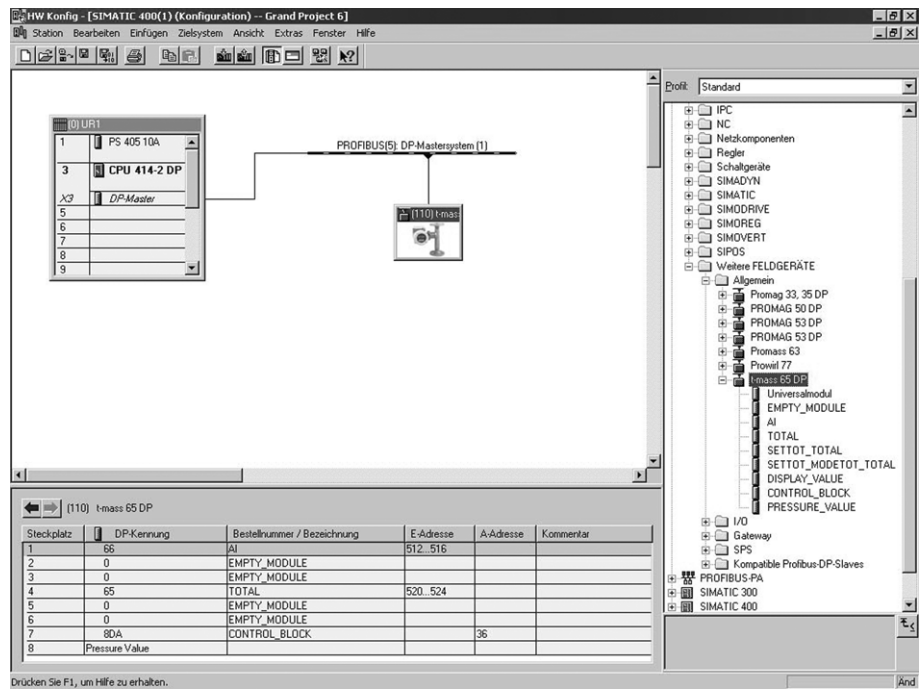 HW Konfig - [SIMATIC 400(1) (Konfiguration) -- Grand Project 6]
Station Bearbeiten Einfügen Zielsystem Ansicht Extras Fenster Hilfe
(0) UR1
1 PS 405 10A
3 CPU 414-2 DP
X3 DP-Master
5
6
7
8
9
PROFIBUS(5): DP-Mastersystem (1)
(110) t-mass
Profil: Standard
IPC
NC
Netzkomponenten
Regler
Schaltgeräte
SIMADYN
SIMATIC
SIMODRIVE
SIMOREG
SIMOVERT
SIPOS
Weitere FELDGERÄTE
Allgemein
Promag 33, 35 DP
PROMAG 50 DP
PROMAG 53 DP
PROMAG 53 DP
Promass 63
Prowirl 77
t-mass 65 DP
Universalmodul
EMPTY_MODULE
AI
TOTAL
SETTOT_TOTAL
SETTOT_MODETOT_TOTAL
DISPLAY_VALUE
CONTROL_BLOCK
PRESSURE_VALUE
I/O
Gateway
SPS
Kompatible Profibus-DP-Slaves
PROFIBUS-PA
SIMATIC 300
SIMATIC 400
(110) t-mass 65 DP
Steckplatz DP-Kennung Bestellnummer / Bezeichnung E-Adresse A-Adresse Kommentar
1 66 AI 512...516
2 0 EMPTY_MODULE
3 0 EMPTY_MODULE
4 65 TOTAL 520...524
5 0 EMPTY_MODULE
6 0 EMPTY_MODULE
7 8DA CONTROL_BLOCK 36
8 Pressure Value
Drücken Sie F1, um Hilfe zu erhalten.
Änd